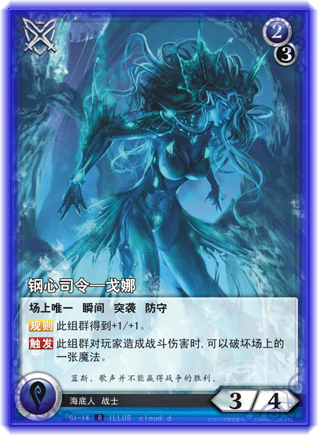 2
3
钢心司令—戈娜
场上唯一 瞬间 突袭 防守
规则 此组群得到+1/+1。
触发 此组群对玩家造成战斗伤害时,可以破坏场上的
一张魔法。
蓝斯、歌声并不能赢得战争的胜利。
海底人 战士
3/4
S1-14 R ILLUS cloud.d